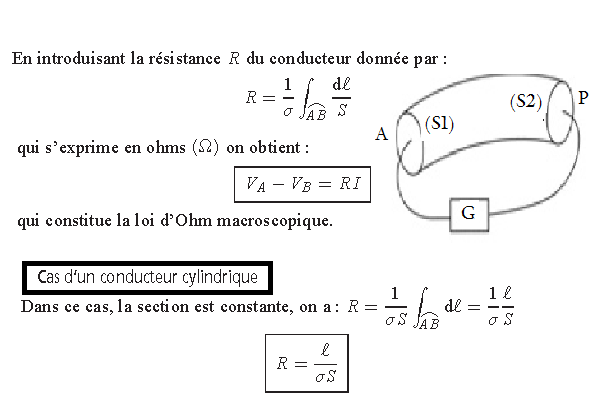 En introduisant la résistance R du conducteur donnée par :
R = 1/σ ∫_AB dℓ/S
qui s'exprime en ohms (Ω) on obtient :
V_A − V_B = RI
qui constitue la loi d'Ohm macroscopique.
A
(S1)
(S2)
P
G
Cas d'un conducteur cylindrique
Dans ce cas, la section est constante, on a : R = 1/(σS) ∫_AB dℓ = 1/σ ℓ/S
R = ℓ/(σS)